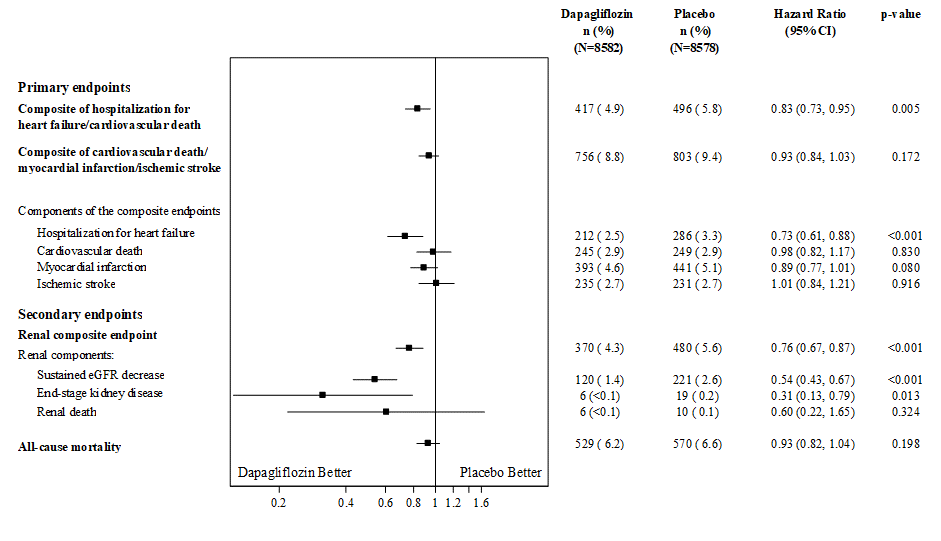 Dapagliflozin Placebo Hazard Ratio p-value
n (%) n (%) (95% CI)
(N=8582) (N=8578)
Primary endpoints
Composite of hospitalization for
heart failure/cardiovascular death 417 ( 4.9) 496 ( 5.8) 0.83 (0.73, 0.95) 0.005
Composite of cardiovascular death/
myocardial infarction/ischemic stroke 756 ( 8.8) 803 ( 9.4) 0.93 (0.84, 1.03) 0.172
Components of the composite endpoints
Hospitalization for heart failure 212 ( 2.5) 286 ( 3.3) 0.73 (0.61, 0.88) <0.001
Cardiovascular death 245 ( 2.9) 249 ( 2.9) 0.98 (0.82, 1.17) 0.830
Myocardial infarction 393 ( 4.6) 441 ( 5.1) 0.89 (0.77, 1.01) 0.080
Ischemic stroke 235 ( 2.7) 231 ( 2.7) 1.01 (0.84, 1.21) 0.916
Secondary endpoints
Renal composite endpoint 370 ( 4.3) 480 ( 5.6) 0.76 (0.67, 0.87) <0.001
Renal components:
Sustained eGFR decrease 120 ( 1.4) 221 ( 2.6) 0.54 (0.43, 0.67) <0.001
End-stage kidney disease 6 (<0.1) 19 ( 0.2) 0.31 (0.13, 0.79) 0.013
Renal death 6 (<0.1) 10 ( 0.1) 0.60 (0.22, 1.65) 0.324
All-cause mortality 529 ( 6.2) 570 ( 6.6) 0.93 (0.82, 1.04) 0.198
Dapagliflozin Better Placebo Better
0.2 0.4 0.6 0.8 1 1.2 1.6